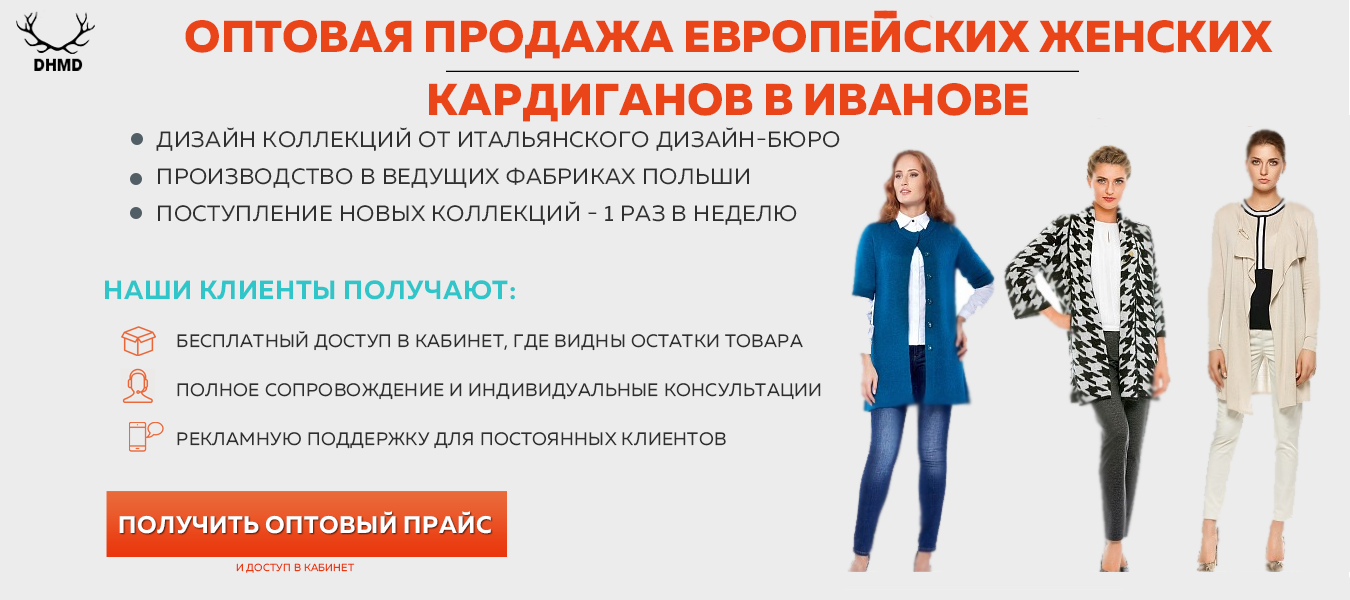 DHMD
ОПТОВАЯ ПРОДАЖА ЕВРОПЕЙСКИХ ЖЕНСКИХ
КАРДИГАНОВ В ИВАНОВЕ
ДИЗАЙН КОЛЛЕКЦИЙ ОТ ИТАЛЬЯНСКОГО ДИЗАЙН-БЮРО
ПРОИЗВОДСТВО В ВЕДУЩИХ ФАБРИКАХ ПОЛЬШИ
ПОСТУПЛЕНИЕ НОВЫХ КОЛЛЕКЦИЙ - 1 РАЗ В НЕДЕЛЮ
НАШИ КЛИЕНТЫ ПОЛУЧАЮТ:
БЕСПЛАТНЫЙ ДОСТУП В КАБИНЕТ, ГДЕ ВИДНЫ ОСТАТКИ ТОВАРА
ПОЛНОЕ СОПРОВОЖДЕНИЕ И ИНДИВИДУАЛЬНЫЕ КОНСУЛЬТАЦИИ
РЕКЛАМНУЮ ПОДДЕРЖКУ ДЛЯ ПОСТОЯННЫХ КЛИЕНТОВ
ПОЛУЧИТЬ ОПТОВЫЙ ПРАЙС
И ДОСТУП В КАБИНЕТ